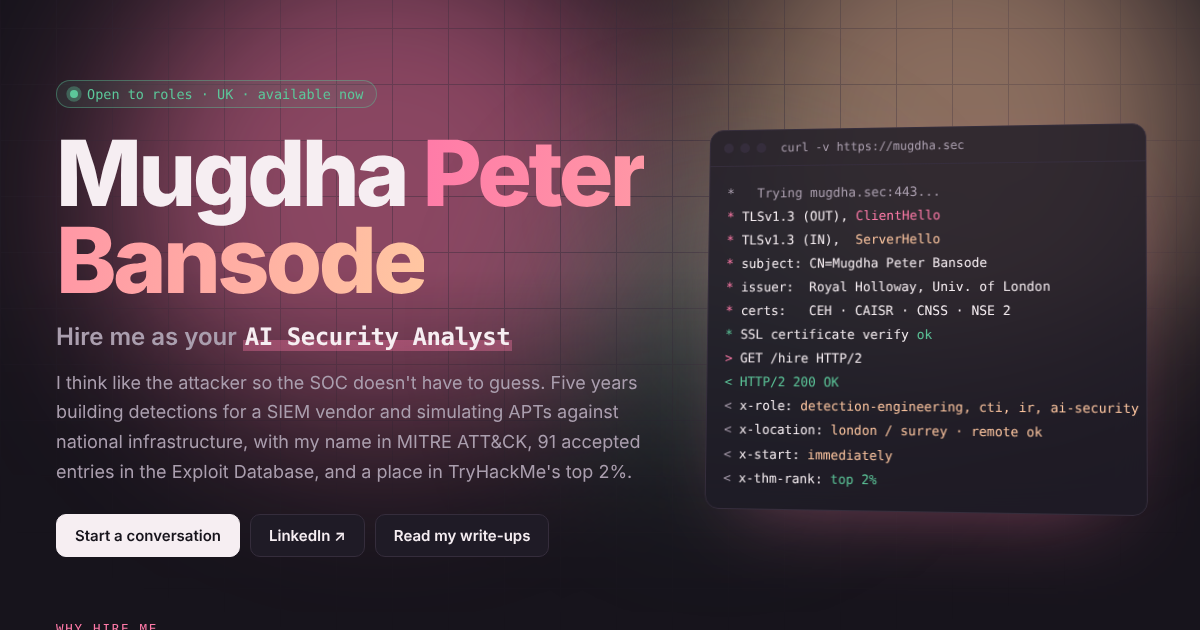 Open to roles · UK · available now
Mugdha Peter
Bansode
Hire me as your AI Security Analyst
I think like the attacker so the SOC doesn't have to guess. Five years
building detections for a SIEM vendor and simulating APTs against
national infrastructure, with my name in MITRE ATT&CK, 91 accepted
entries in the Exploit Database, and a place in TryHackMe's top 2%.
Start a conversation
LinkedIn ↗
Read my write-ups
curl -v https://mugdha.sec
* Trying mugdha.sec:443...
* TLSv1.3 (OUT), ClientHello
* TLSv1.3 (IN), ServerHello
* subject: CN=Mugdha Peter Bansode
* issuer: Royal Holloway, Univ. of London
* certs: CEH · CAISR · CNSS · NSE 2
* SSL certificate verify ok
> GET /hire HTTP/2
< HTTP/2 200 OK
< x-role: detection-engineering, cti, ir, ai-security
< x-location: london / surrey · remote ok
< x-start: immediately
< x-thm-rank: top 2%
WHY HIRE ME